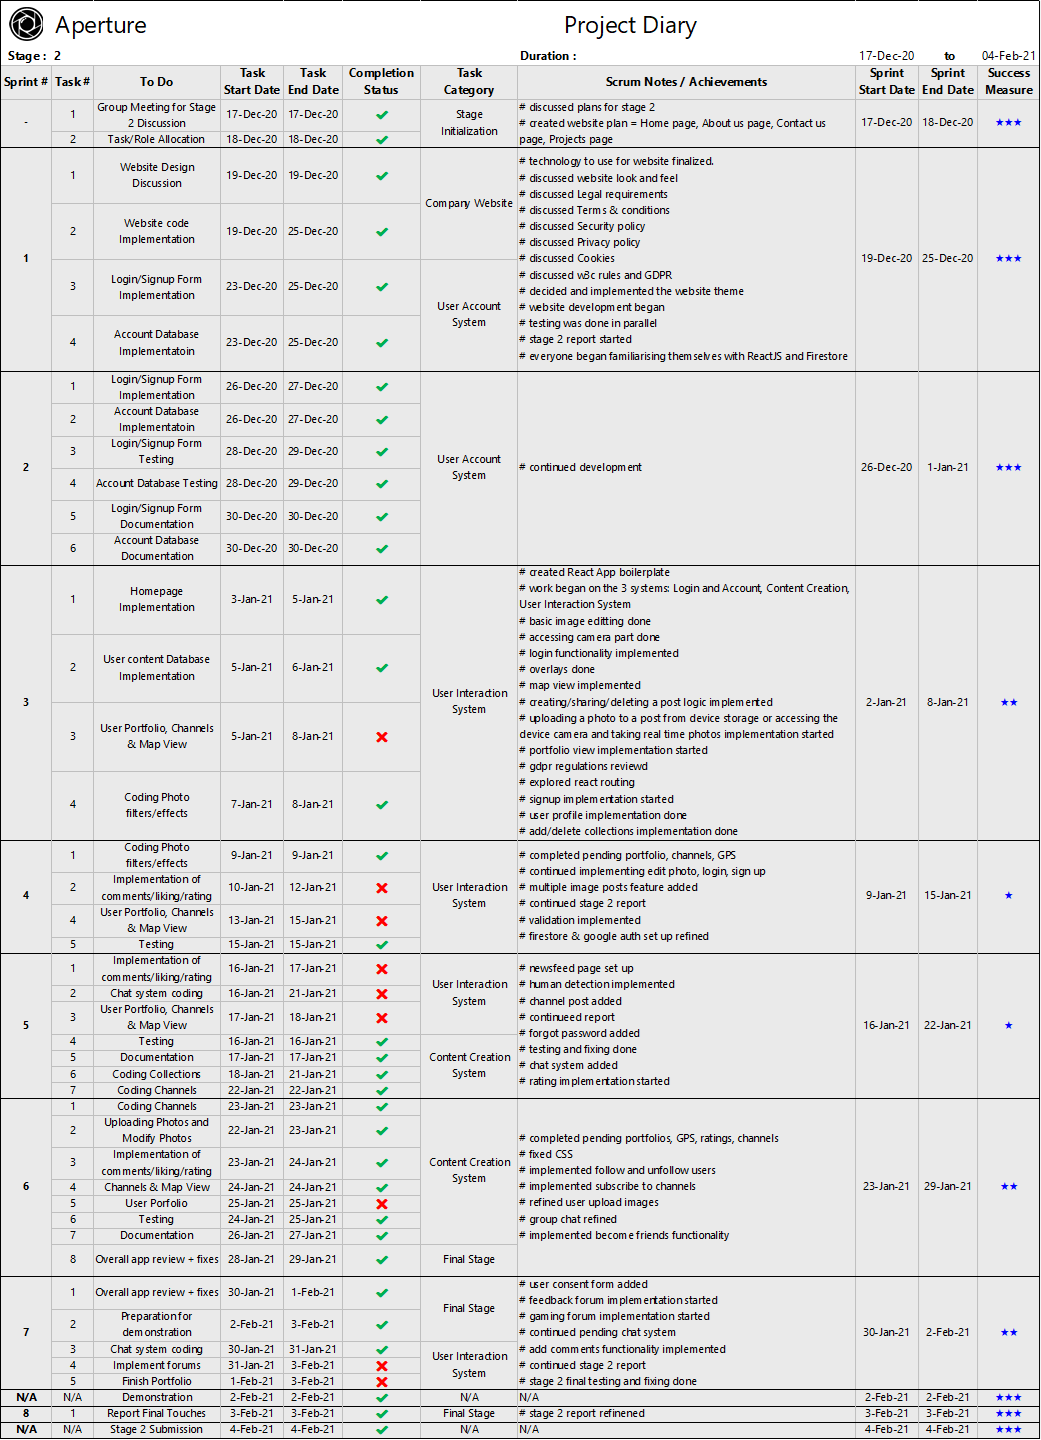 Aperture
Project Diary
Stage : 2
Duration :
17-Dec-20 to 04-Feb-21
Sprint # Task # To Do Task Start Date Task End Date Completion Status Task Category Scrum Notes / Achievements Sprint Start Date Sprint End Date Success Measure
-
1 Group Meeting for Stage 2 Discussion 17-Dec-20 17-Dec-20 ✔
2 Task/Role Allocation 18-Dec-20 18-Dec-20 ✔
Stage Initialization
# discussed plans for stage 2
# created website plan = Home page, About us page, Contact us
page, Projects page
17-Dec-20 18-Dec-20 ★★★
1
1 Website Design Discussion 19-Dec-20 19-Dec-20 ✔
2 Website code Implementation 19-Dec-20 25-Dec-20 ✔
Company Website
3 Login/Signup Form Implementation 23-Dec-20 25-Dec-20 ✔
4 Account Database Implementatoin 23-Dec-20 25-Dec-20 ✔
User Account System
# technology to use for website finalized.
# discussed website look and feel
# discussed Legal requirements
# discussed Terms & conditions
# discussed Security policy
# discussed Privacy policy
# discussed Cookies
# discussed w3c rules and GDPR
# decided and implemented the website theme
# website development began
# testing was done in parallel
# stage 2 report started
# everyone began familiarising themselves with ReactJS and Firestore
19-Dec-20 25-Dec-20 ★★★
2
1 Login/Signup Form Implementation 26-Dec-20 27-Dec-20 ✔
2 Account Database Implementatoin 26-Dec-20 27-Dec-20 ✔
3 Login/Signup Form Testing 28-Dec-20 29-Dec-20 ✔
4 Account Database Testing 28-Dec-20 29-Dec-20 ✔
5 Login/Signup Form Documentation 30-Dec-20 30-Dec-20 ✔
6 Account Database Documentation 30-Dec-20 30-Dec-20 ✔
User Account System
# continued development
26-Dec-20 1-Jan-21 ★★★
3
1 Homepage Implementation 3-Jan-21 5-Jan-21 ✔
2 User content Database Implementation 5-Jan-21 6-Jan-21 ✔
3 User Portfolio, Channels & Map View 5-Jan-21 8-Jan-21 ✖
4 Coding Photo filters/effects 7-Jan-21 8-Jan-21 ✔
User Interaction System
# created React App boilerplate
# work began on the 3 systems: Login and Account, Content Creation,
User Interaction System
# basic image editting done
# accessing camera part done
# login functionality implemented
# overlays done
# map view implemented
# creating/sharing/deleting a post logic implemented
# uploading a photo to a post from device storage or accessing the
device camera and taking real time photos implementation started
# portfolio view implementation started
# gdpr regulations reviewd
# explored react routing
# signup implementation started
# user profile implementation done
# add/delete collections implementation done
2-Jan-21 8-Jan-21 ★★
4
1 Coding Photo filters/effects 9-Jan-21 9-Jan-21 ✔
2 Implementation of comments/liking/rating 10-Jan-21 12-Jan-21 ✖
4 User Portfolio, Channels & Map View 13-Jan-21 15-Jan-21 ✖
5 Testing 15-Jan-21 15-Jan-21 ✔
User Interaction System
# completed pending portfolio, channels, GPS
# continued implementing edit photo, login, sign up
# multiple image posts feature added
# continued stage 2 report
# validation implemented
# firestore & google auth set up refined
9-Jan-21 15-Jan-21 ★
5
1 Implementation of comments/liking/rating 16-Jan-21 17-Jan-21 ✖
2 Chat system coding 16-Jan-21 21-Jan-21 ✖
3 User Portfolio, Channels & Map View 17-Jan-21 18-Jan-21 ✖
User Interaction System
4 Testing 16-Jan-21 16-Jan-21 ✔
5 Documentation 17-Jan-21 17-Jan-21 ✔
6 Coding Collections 18-Jan-21 21-Jan-21 ✔
7 Coding Channels 22-Jan-21 22-Jan-21 ✔
Content Creation System
# newsfeed page set up
# human detection implemented
# channel post added
# continueed report
# forgot password added
# testing and fixing done
# chat system added
# rating implementation started
16-Jan-21 22-Jan-21 ★
6
1 Coding Channels 23-Jan-21 23-Jan-21 ✔
2 Uploading Photos and Modify Photos 22-Jan-21 23-Jan-21 ✔
3 Implementation of comments/liking/rating 23-Jan-21 24-Jan-21 ✔
4 Channels & Map View 24-Jan-21 24-Jan-21 ✔
5 User Porfolio 25-Jan-21 25-Jan-21 ✖
6 Testing 24-Jan-21 25-Jan-21 ✔
7 Documentation 26-Jan-21 27-Jan-21 ✔
Content Creation System
8 Overall app review + fixes 28-Jan-21 29-Jan-21 ✔ Final Stage
# completed pending portfolios, GPS, ratings, channels
# fixed CSS
# implemented follow and unfollow users
# implemented subscribe to channels
# refined user upload images
# group chat refined
# implemented become friends functionality
23-Jan-21 29-Jan-21 ★★
7
1 Overall app review + fixes 30-Jan-21 1-Feb-21 ✔
2 Preparation for demonstration 2-Feb-21 3-Feb-21 ✔
Final Stage
3 Chat system coding 30-Jan-21 31-Jan-21 ✔
4 Implement forums 31-Jan-21 3-Feb-21 ✖
5 Finish Portfolio 1-Feb-21 3-Feb-21 ✖
User Interaction System
# user consent form added
# feedback forum implementation started
# gaming forum implementation started
# continued pending chat system
# add comments functionality implemented
# continued stage 2 report
# stage 2 final testing and fixing done
30-Jan-21 2-Feb-21 ★★
N/A N/A Demonstration 2-Feb-21 2-Feb-21 ✔ N/A N/A 2-Feb-21 2-Feb-21 ★★★
8 1 Report Final Touches 3-Feb-21 3-Feb-21 ✔ Final Stage # stage 2 report refinened 3-Feb-21 3-Feb-21 ★★★
N/A N/A Stage 2 Submission 4-Feb-21 4-Feb-21 ✔ N/A N/A 4-Feb-21 4-Feb-21 ★★★